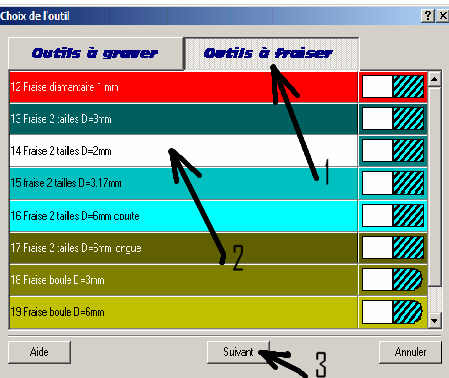 Choix de l'outil
Outils à graver
Outils à fraiser
12 Fraise diamantaire 1 mm
13 Fraise 2 tailles D=3mm
14 Fraise 2 tailles D=2mm
15 fraise 2 tailles D=3.17mm
16 Fraise 2 tailles D=6mm courte
17 Fraise 2 tailles D=6mm longue
18 Fraise boule D=3mm
19 Fraise boule D=6mm
1
2
3
Aide
Suivant
Annuler